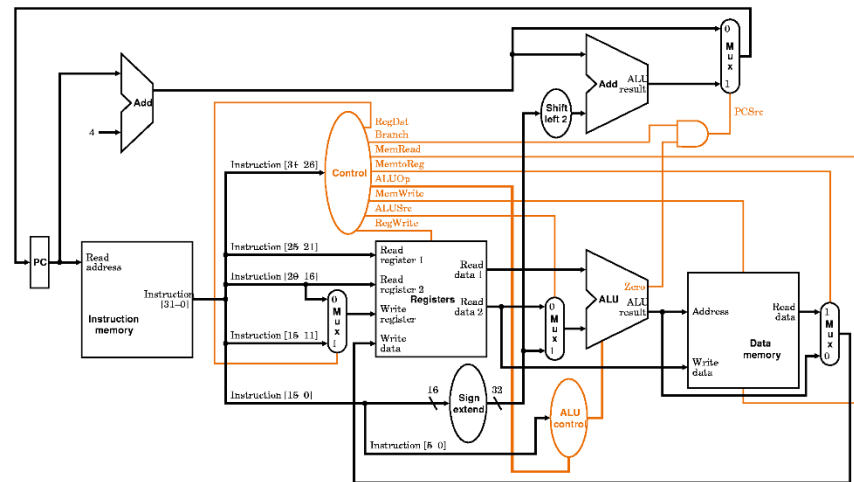 0
M
u
x
1
Add
ALU
result
Add
Shift
left 2
4
PCSrc
RegDst
Branch
MemRead
MemtoReg
ALUOp
MemWrite
ALUSrc
RegWrite
Control
Instruction [31–26]
Instruction [25–21]
Instruction [20–16]
Instruction [15–11]
Instruction [15–0]
Instruction [5–0]
PC
Read
address
Instruction
[31–0]
Instruction
memory
0
M
u
x
1
Read
register 1
Read
register 2
Write
register
Write
data
Registers
Read
data 1
Read
data 2
0
M
u
x
1
Zero
ALU
ALU
result
Address
Write
data
Read
data
Data
memory
1
M
u
x
0
16
Sign
extend
32
ALU
control